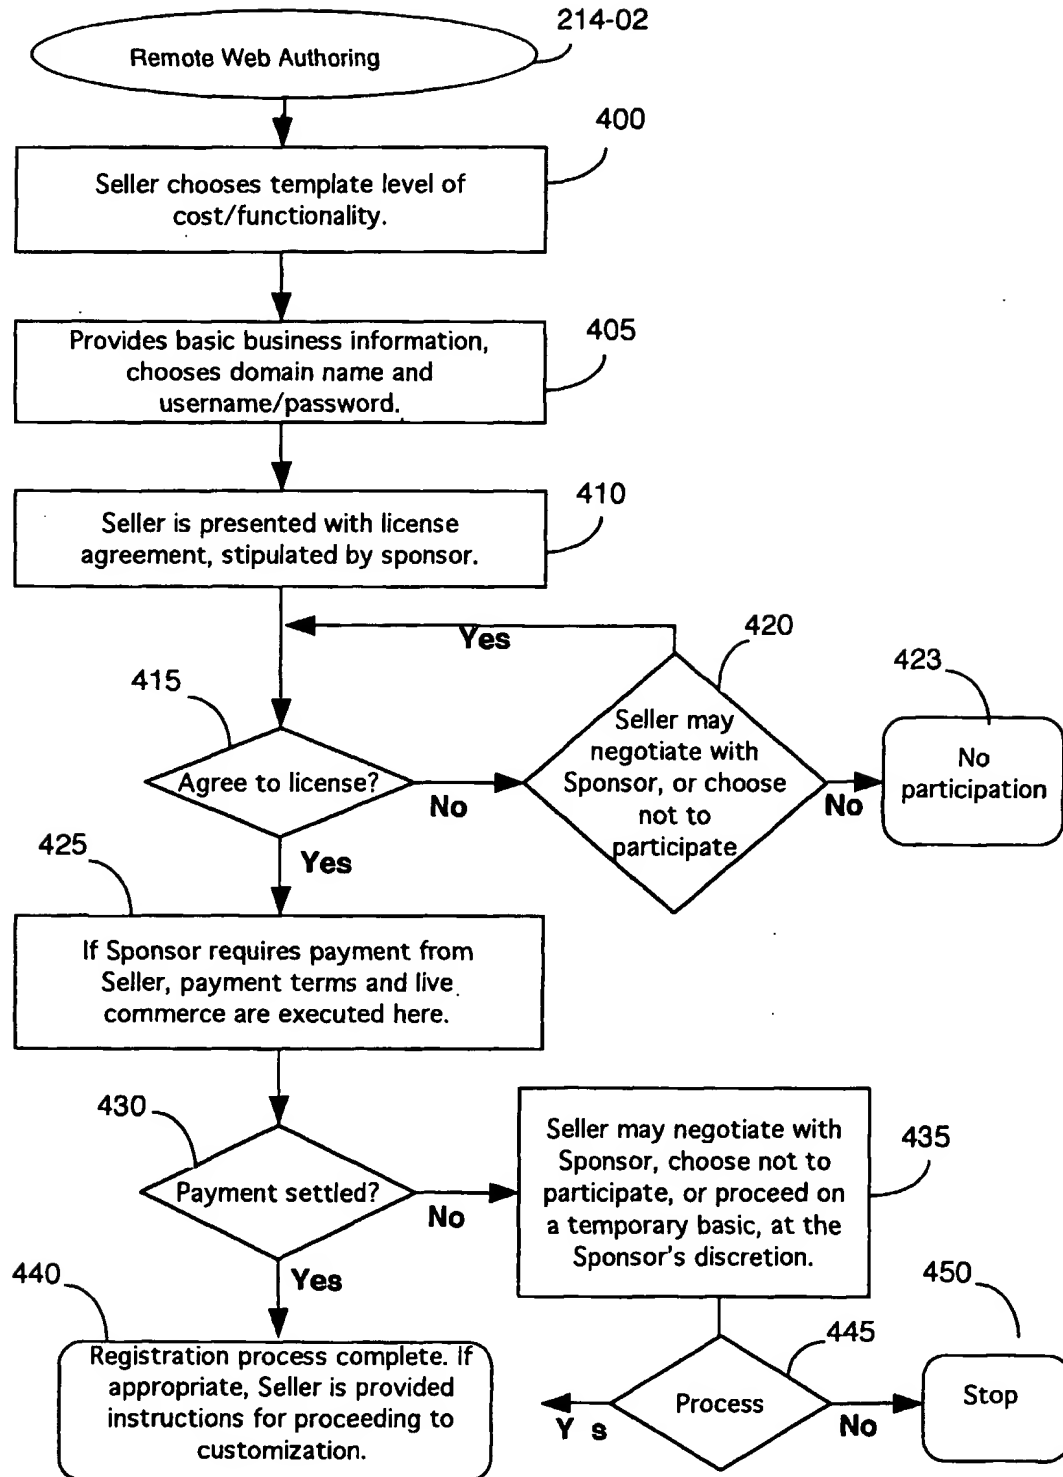 214-02
Remote Web Authoring
400
Seller chooses template level of
cost/functionality.
405
Provides basic business information,
chooses domain name and
username/password.
410
Seller is presented with license
agreement, stipulated by sponsor.
Yes
420
423
415
Agree to license?
No
Seller may
negotiate with
Sponsor, or choose
not to
participate
No
No
participation
425
Yes
If Sponsor requires payment from
Seller, payment terms and live
commerce are executed here.
430
Payment settled?
No
Seller may negotiate with
Sponsor, choose not to
participate, or proceed on
a temporary basic, at the
Sponsor's discretion.
435
440
Yes
Registration process complete. If
appropriate, Seller is provided
instructions for proceeding to
customization.
445
Process
Y s
No
450
Stop